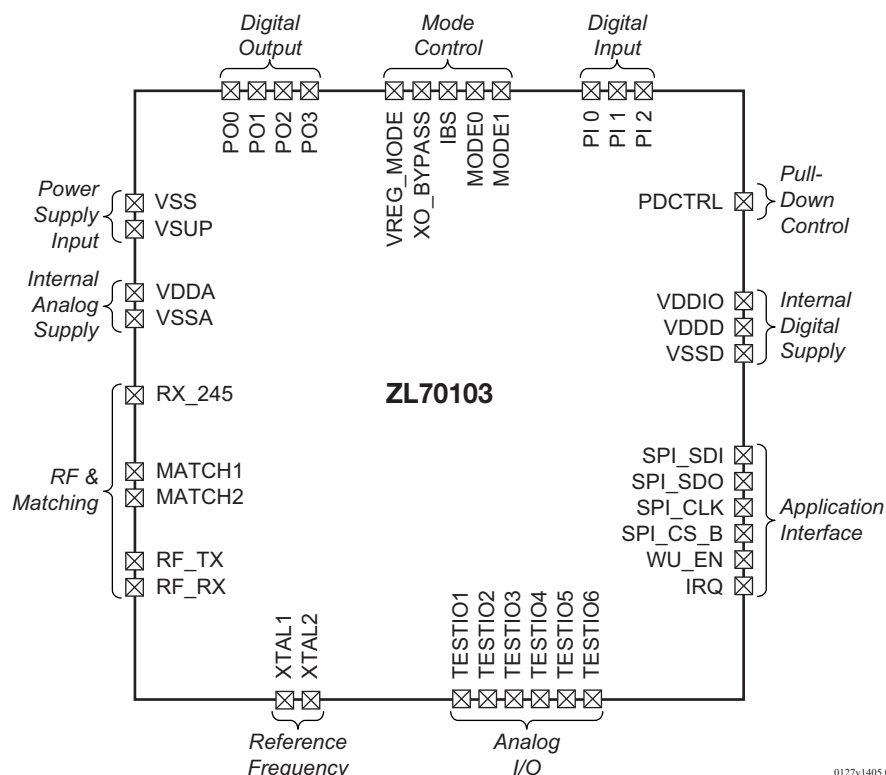 Digital
Output
Mode
Control
Digital
Input
PO0
PO1
PO2
PO3
VREG_MODE
XO_BYPASS
IBS
MODE0
MODE1
PI 0
PI 1
PI 2
Power
Supply
Input
VSS
VSUP
PDCTRL
Pull-
Down
Control
Internal
Analog
Supply
VDDA
VSSA
VDDIO
VDDD
VSSD
Internal
Digital
Supply
ZL70103
RF &
Matching
RX_245
MATCH1
MATCH2
RF_TX
RF_RX
SPI_SDI
SPI_SDO
SPI_CLK
SPI_CS_B
WU_EN
IRQ
Application
Interface
XTAL1
XTAL2
TESTIO1
TESTIO2
TESTIO3
TESTIO4
TESTIO5
TESTIO6
Reference
Frequency
Analog
I/O